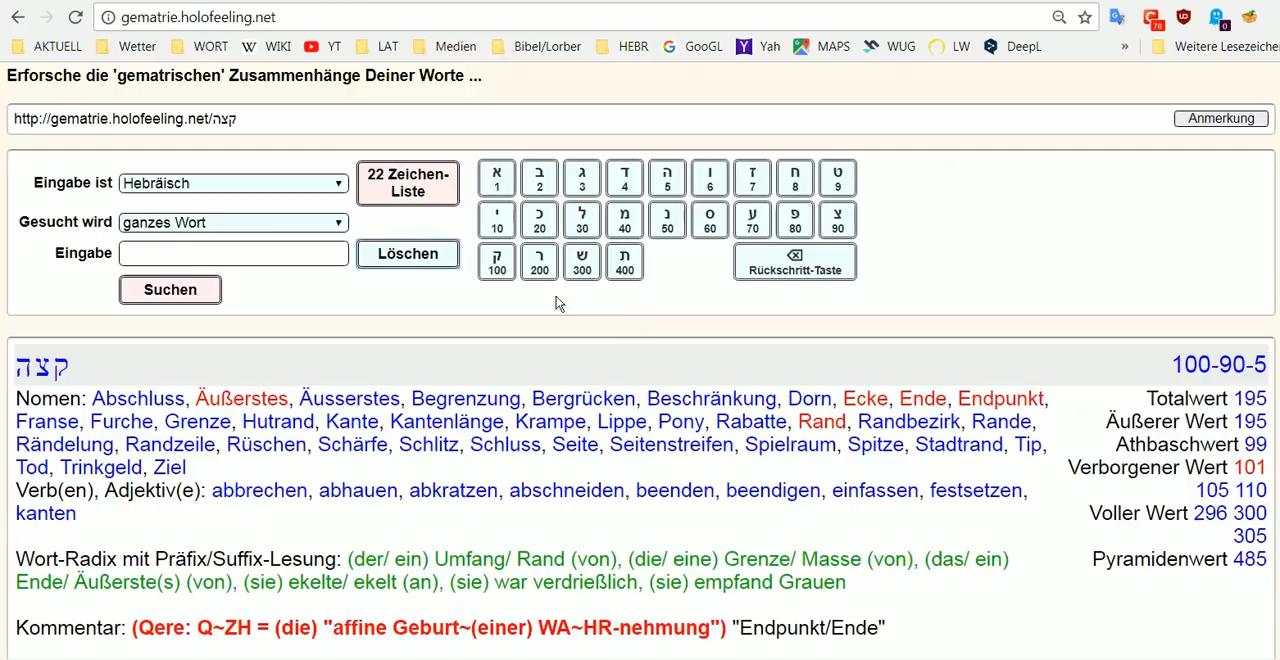 gematrie.holofeeling.net
AKTUELL Wetter WORT WIKI YT LAT Medien Bibel/Lorber HEBR GooGL Yah MAPS WUG LW DeepL » Weitere Lesezeiche
Erforsche die 'gematrischen' Zusammenhänge Deiner Worte ...
http://gematrie.holofeeling.net/קצה Anmerkung
Eingabe ist Hebräisch
22 Zeichen-
Liste
Gesucht wird ganzes Wort
Eingabe Löschen
Suchen
א ב ג ד ה ו ז ח ט
1 2 3 4 5 6 7 8 9
י כ ל מ נ ס ע פ צ
10 20 30 40 50 60 70 80 90
ק ר ש ת
100 200 300 400 Rückschritt-Taste
קצה 100-90-5
Nomen: Abschluss, Äußerstes, Äusserstes, Begrenzung, Bergrücken, Beschränkung, Dorn, Ecke, Ende, Endpunkt,
Franse, Furche, Grenze, Hutrand, Kante, Kantenlänge, Krampe, Lippe, Pony, Rabatte, Rand, Randbezirk, Rande,
Rändelung, Randzeile, Rüschen, Schärfe, Schlitz, Schluss, Seite, Seitenstreifen, Spielraum, Spitze, Stadtrand, Tip,
Tod, Trinkgeld, Ziel
Verb(en), Adjektiv(e): abbrechen, abhauen, abkratzen, abschneiden, beenden, beendigen, einfassen, festsetzen,
kanten
Wort-Radix mit Präfix/Suffix-Lesung: (der/ ein) Umfang/ Rand (von), (die/ eine) Grenze/ Masse (von), (das/ ein)
Ende/ Äußerste(s) (von), (sie) ekelte/ ekelt (an), (sie) war verdrießlich, (sie) empfand Grauen
Kommentar: (Qere: Q~ZH = (die) "affine Geburt~(einer) WA~HR-nehmung") "Endpunkt/Ende"
Totalwert 195
Äußerer Wert 195
Athbaschwert 99
Verborgener Wert 101
105 110
Voller Wert 296 300
305
Pyramidenwert 485
78
0